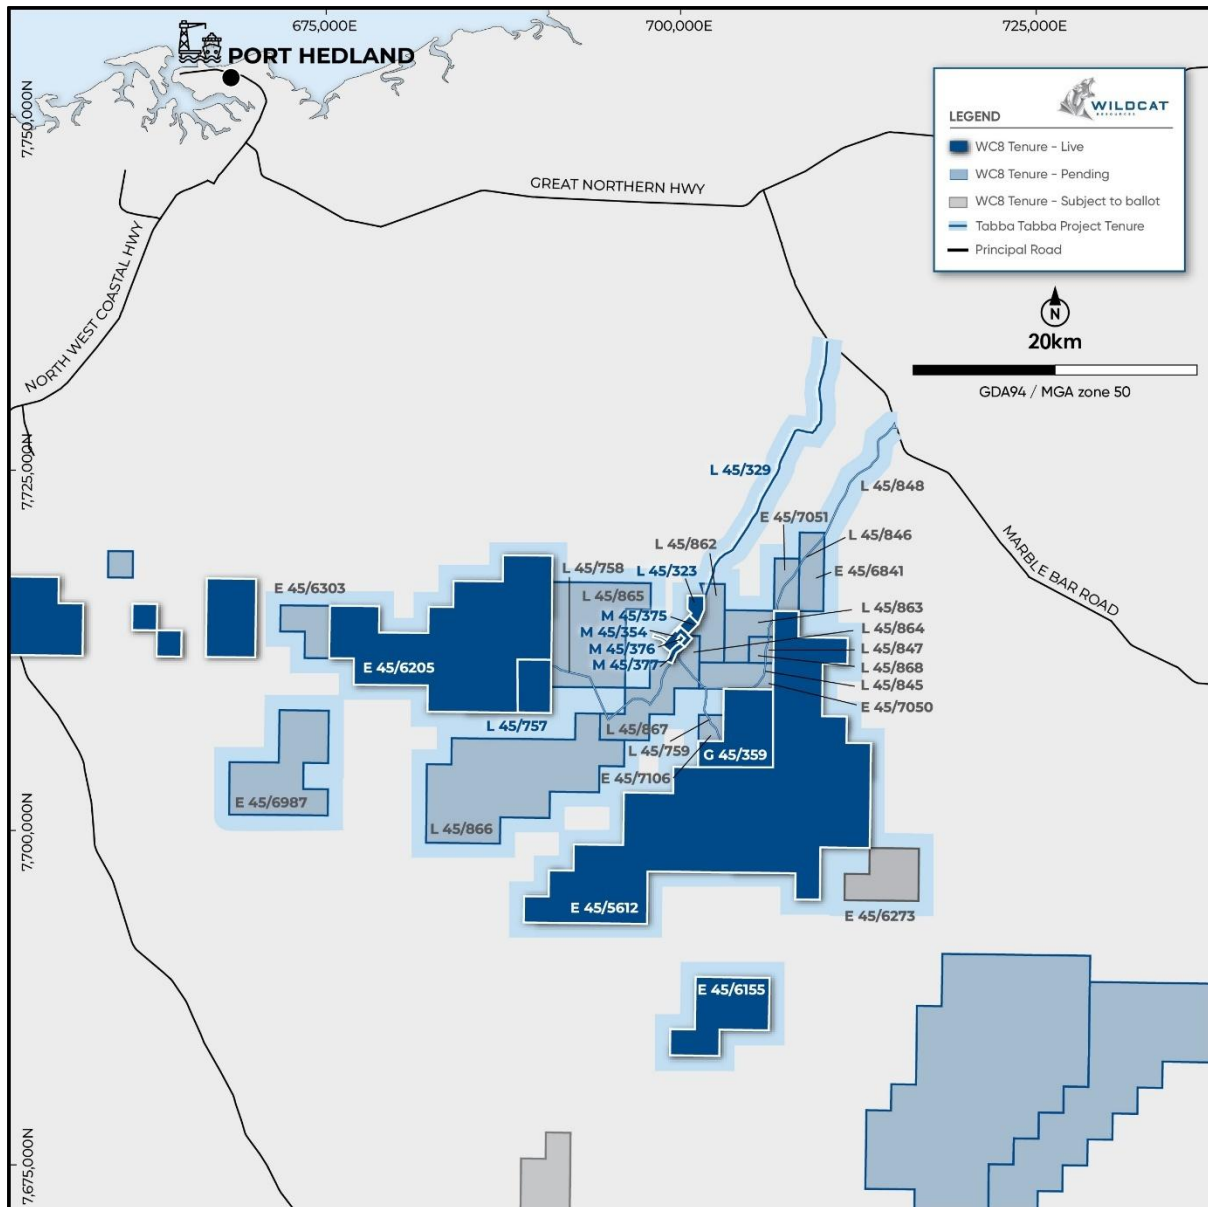 675,000E
700,000E
725,000E
PORT HEDLAND
7,750,000N
LEGEND
WILDCAT
RESOURCES
WC8 Tenure - Live
WC8 Tenure - Pending
WC8 Tenure - Subject to ballot
Tabba Tabba Project Tenure
Principal Road
GREAT NORTHERN HWY
NORTH WEST COASTAL HWY
N
20km
GDA94 / MGA zone 50
7,725,000N
L 45/329
L 45/848
E 45/7051
L 45/846
L 45/862
E 45/6841
L 45/758
L 45/323
MARBLE BAR ROAD
E 45/6303
L 45/865
M 45/375
L 45/863
M 45/354
L 45/864
M 45/376
L 45/847
E 45/6205
M 45/377
L 45/868
L 45/845
E 45/7050
L 45/757
L 45/867
L 45/759
G 45/359
E 45/7106
E 45/6987
L 45/866
7,700,000N
E 45/5612
E 45/6273
E 45/6155
7,675,000N